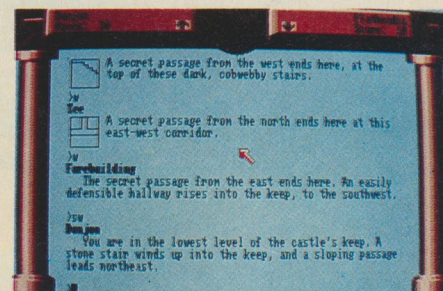 A secret passage from the west ends here, at the
top of these dark, cobwebby stairs.
>w
Tee
A secret passage from the north ends here at this
east-west corridor.
>w
Forebuilding
The secret passage from the east ends here. An easily
defensible hallway rises into the keep, to the southwest.
>sw
Donjon
You are in the lowest level of the castle's keep. A
stone stair winds up into the keep, and a sloping passage
leads northeast.